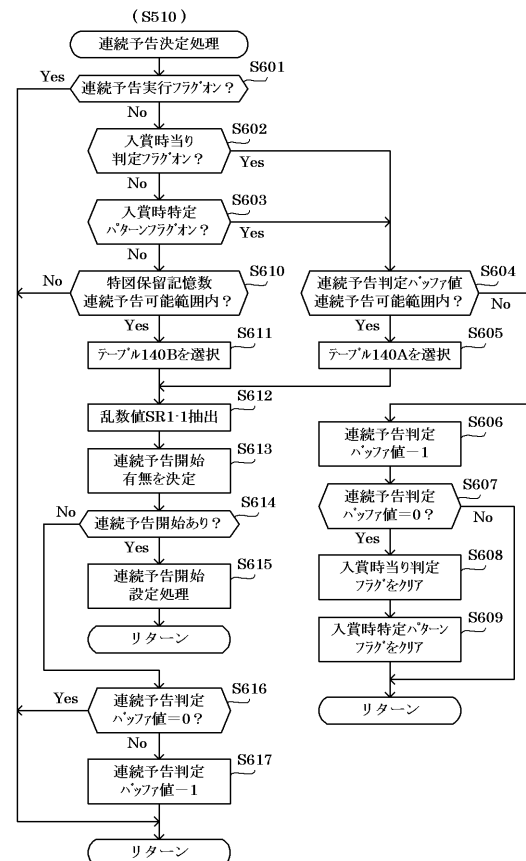 (S510)
連続予告決定処理
S601
Yes
連続予告実行フラグオン?
No
S602
入賞時当り
判定フラグオン?
Yes
No
S603
入賞時特定
パターンフラグオン?
Yes
No
S610
No
特図保留記憶数
連続予告可能範囲内?
Yes
S604
連続予告判定バッファ値
連続予告可能範囲内?
No
Yes
S611
テーブル140Bを選択
S605
テーブル140Aを選択
S612
乱数値SR1-1抽出
S613
連続予告開始
有無を決定
S614
No
連続予告開始あり?
Yes
S615
連続予告開始
設定処理
リターン
S606
連続予告判定
バッファ値-1
S607
連続予告判定
バッファ値=0?
No
Yes
S608
入賞時当り判定
フラグをクリア
S609
入賞時特定パターン
フラグをクリア
リターン
S616
Yes
連続予告判定
バッファ値=0?
No
S617
連続予告判定
バッファ値-1
リターン